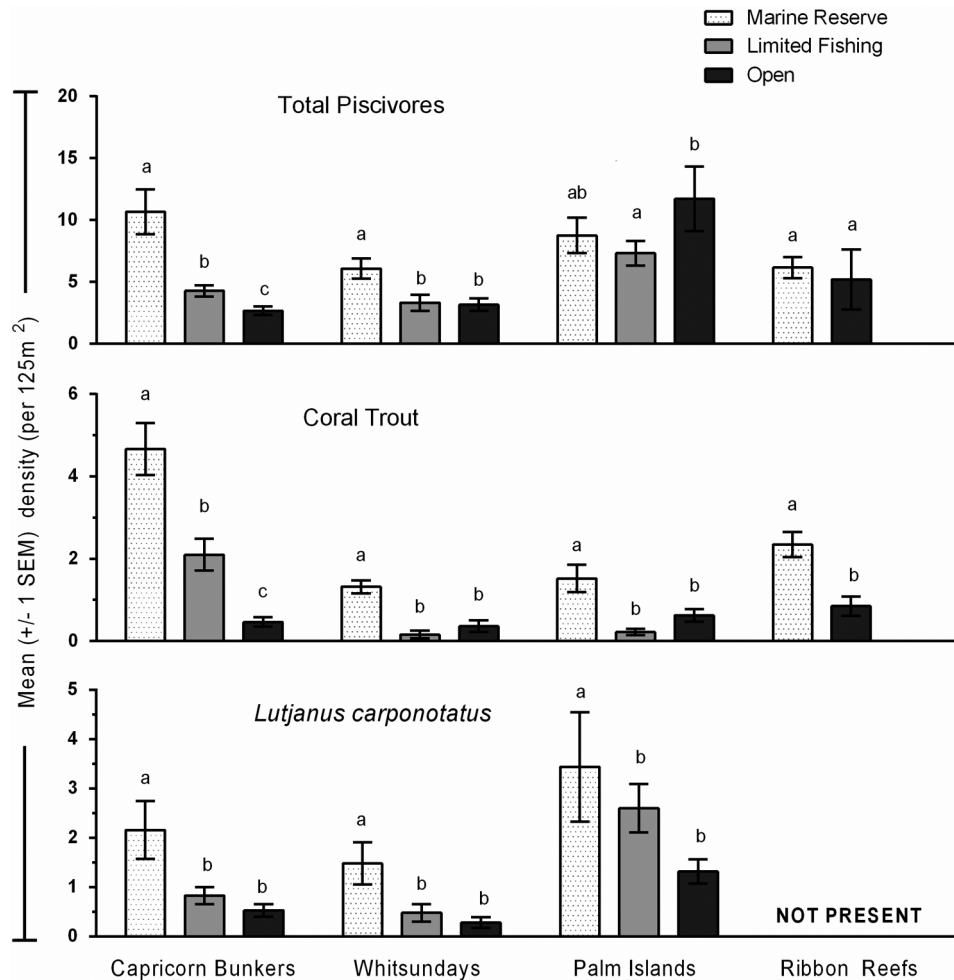 Marine Reserve
Limited Fishing
Open
Mean (+/- 1 SEM) density (per 125m 2 )
Total Piscivores
20
15
10
5
0
a
b
c
a
b
b
ab
a
b
a
a
Coral Trout
6
4
2
0
a
b
c
a
b
b
a
b
b
a
b
Lutjanus carponotatus
5
4
3
2
1
0
a
b
b
a
b
b
a
b
b
NOT PRESENT
Capricorn Bunkers Whitsundays Palm Islands Ribbon Reefs